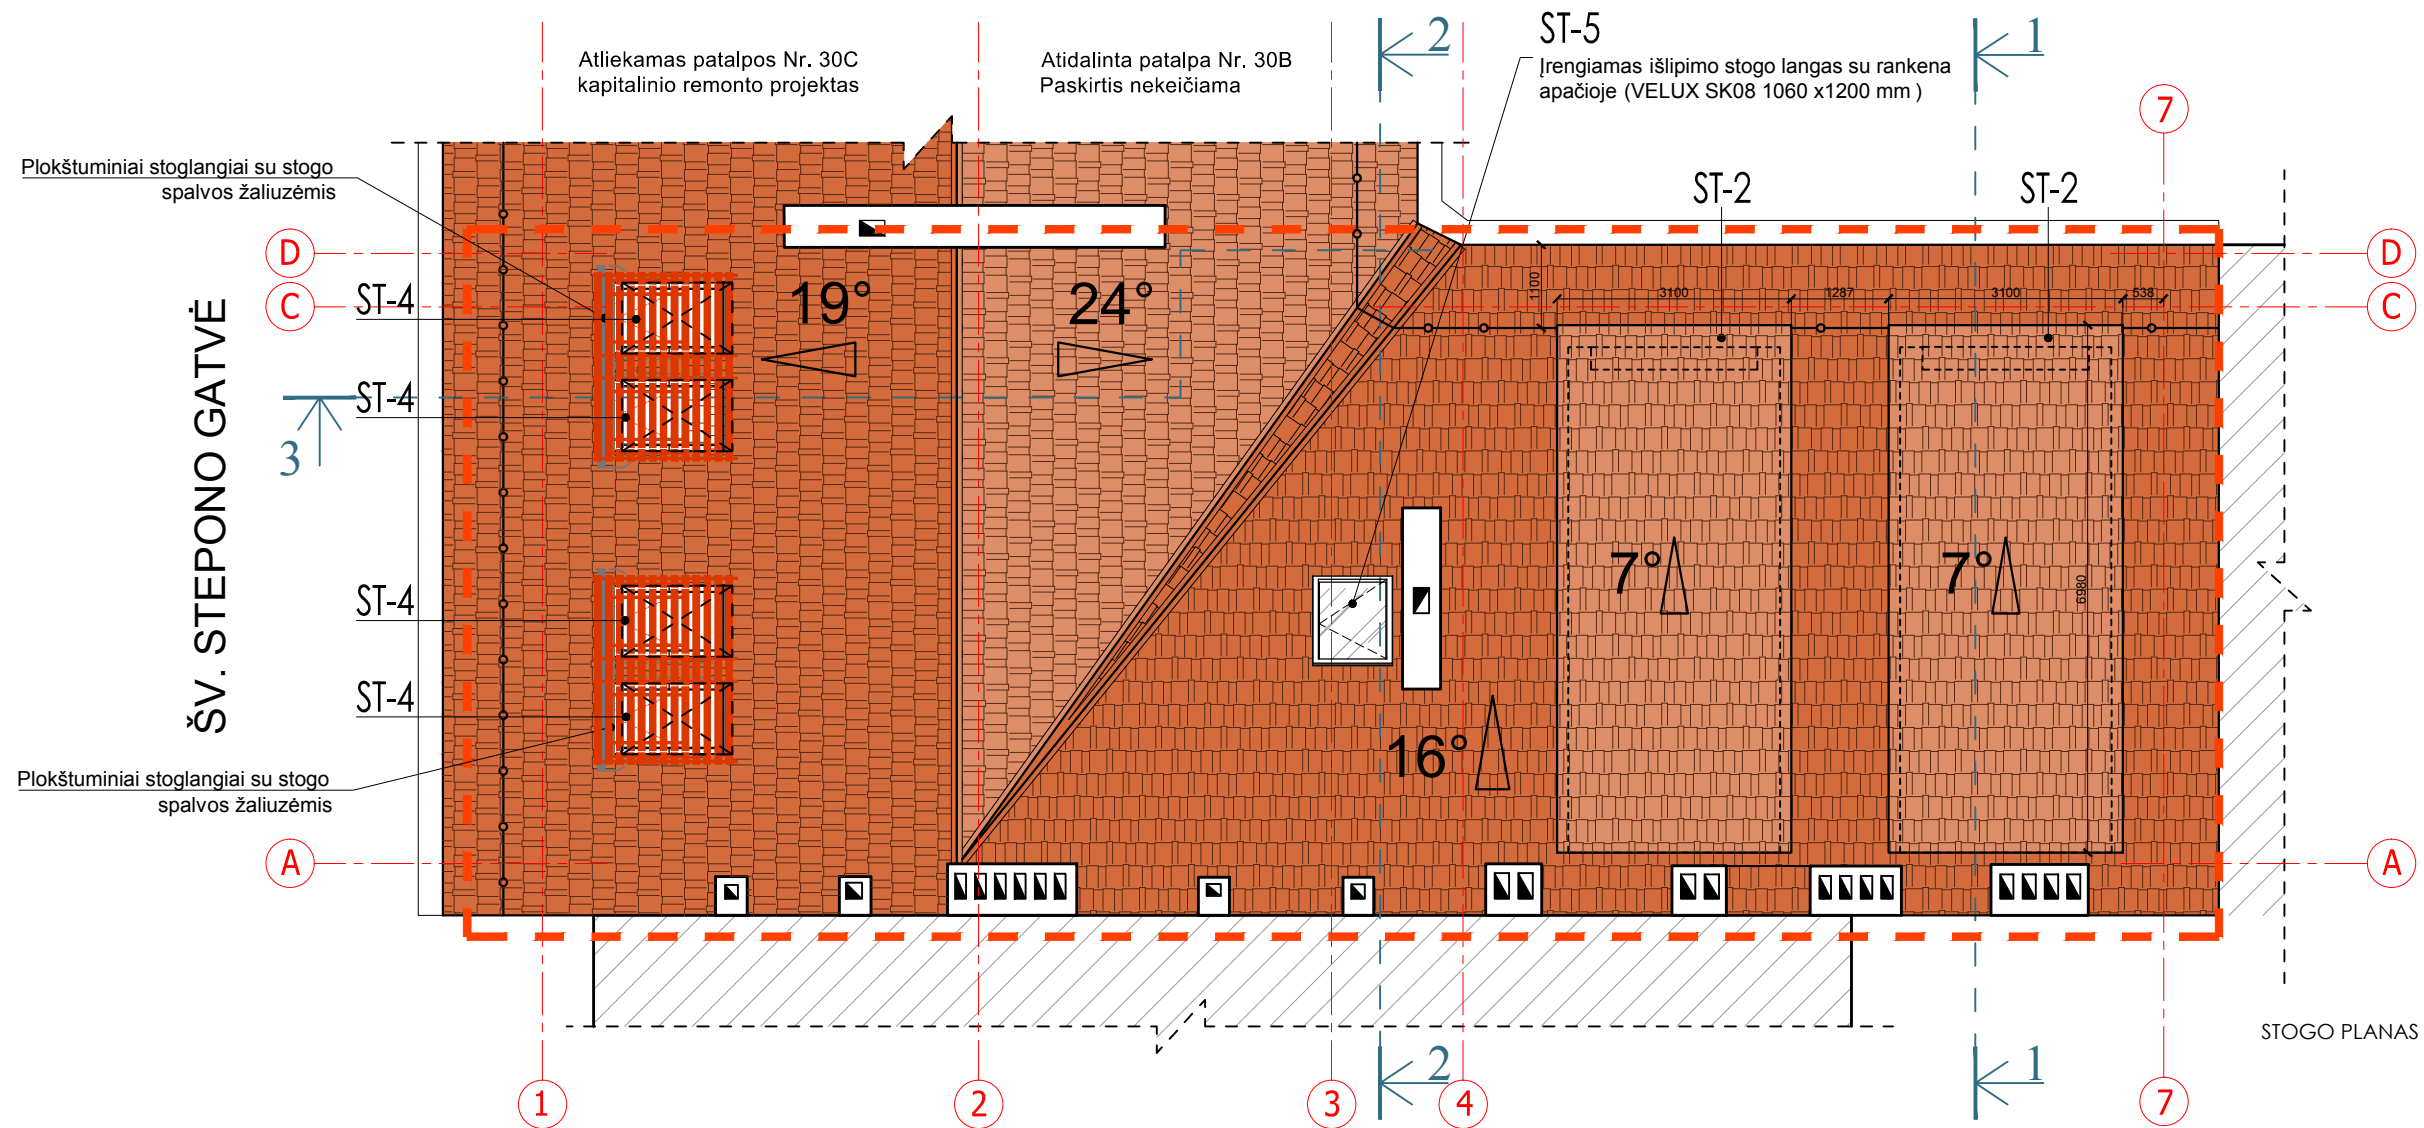 2
ST-5
1
Atliekamas patalpos Nr. 30C
kapitalinio remonto projektas
Atidalinta patalpa Nr. 30B
Paskirtis nekeičiama
Įrengiamas išlipimo stogo langas su rankena
apačioje (VELUX SK08 1060 x1200 mm )
7
Plokštuminiai stoglangiai su stogo
spalvos žaliuzėmis
ST-2
ST-2
D
D
C
C
ST-4
19°
24°
1100
3100
1287
3100
538
ST-4
3
ŠV. STEPONO GATVĖ
7°
7°
6980
ST-4
ST-4
16°
Plokštuminiai stoglangiai su stogo
spalvos žaliuzėmis
A
A
STOGO PLANAS
2
1
1
2
3
4
7